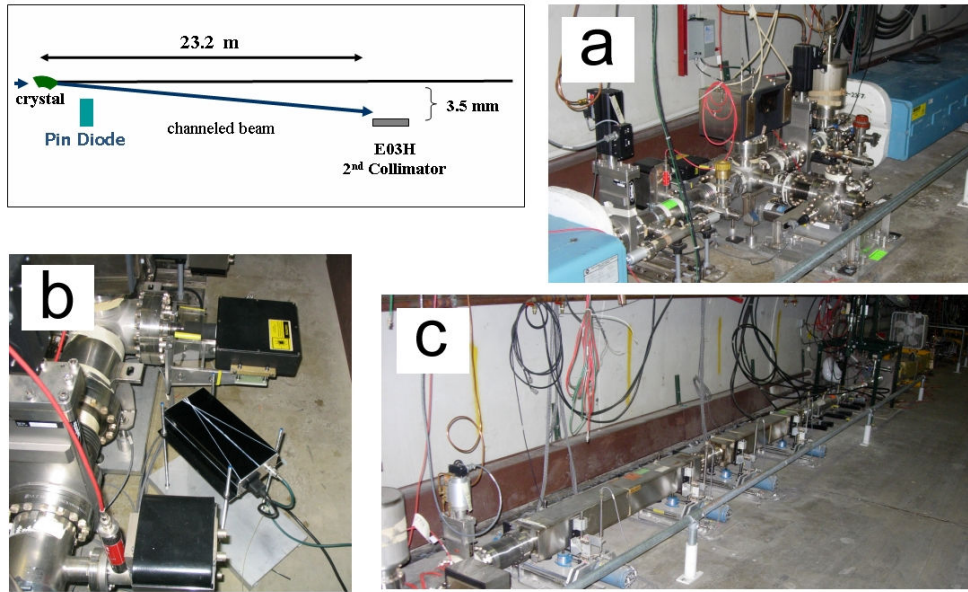 23.2 m
crystal
3.5 mm
Pin Diode
channeled beam
E03H
2nd Collimator
a
b
c